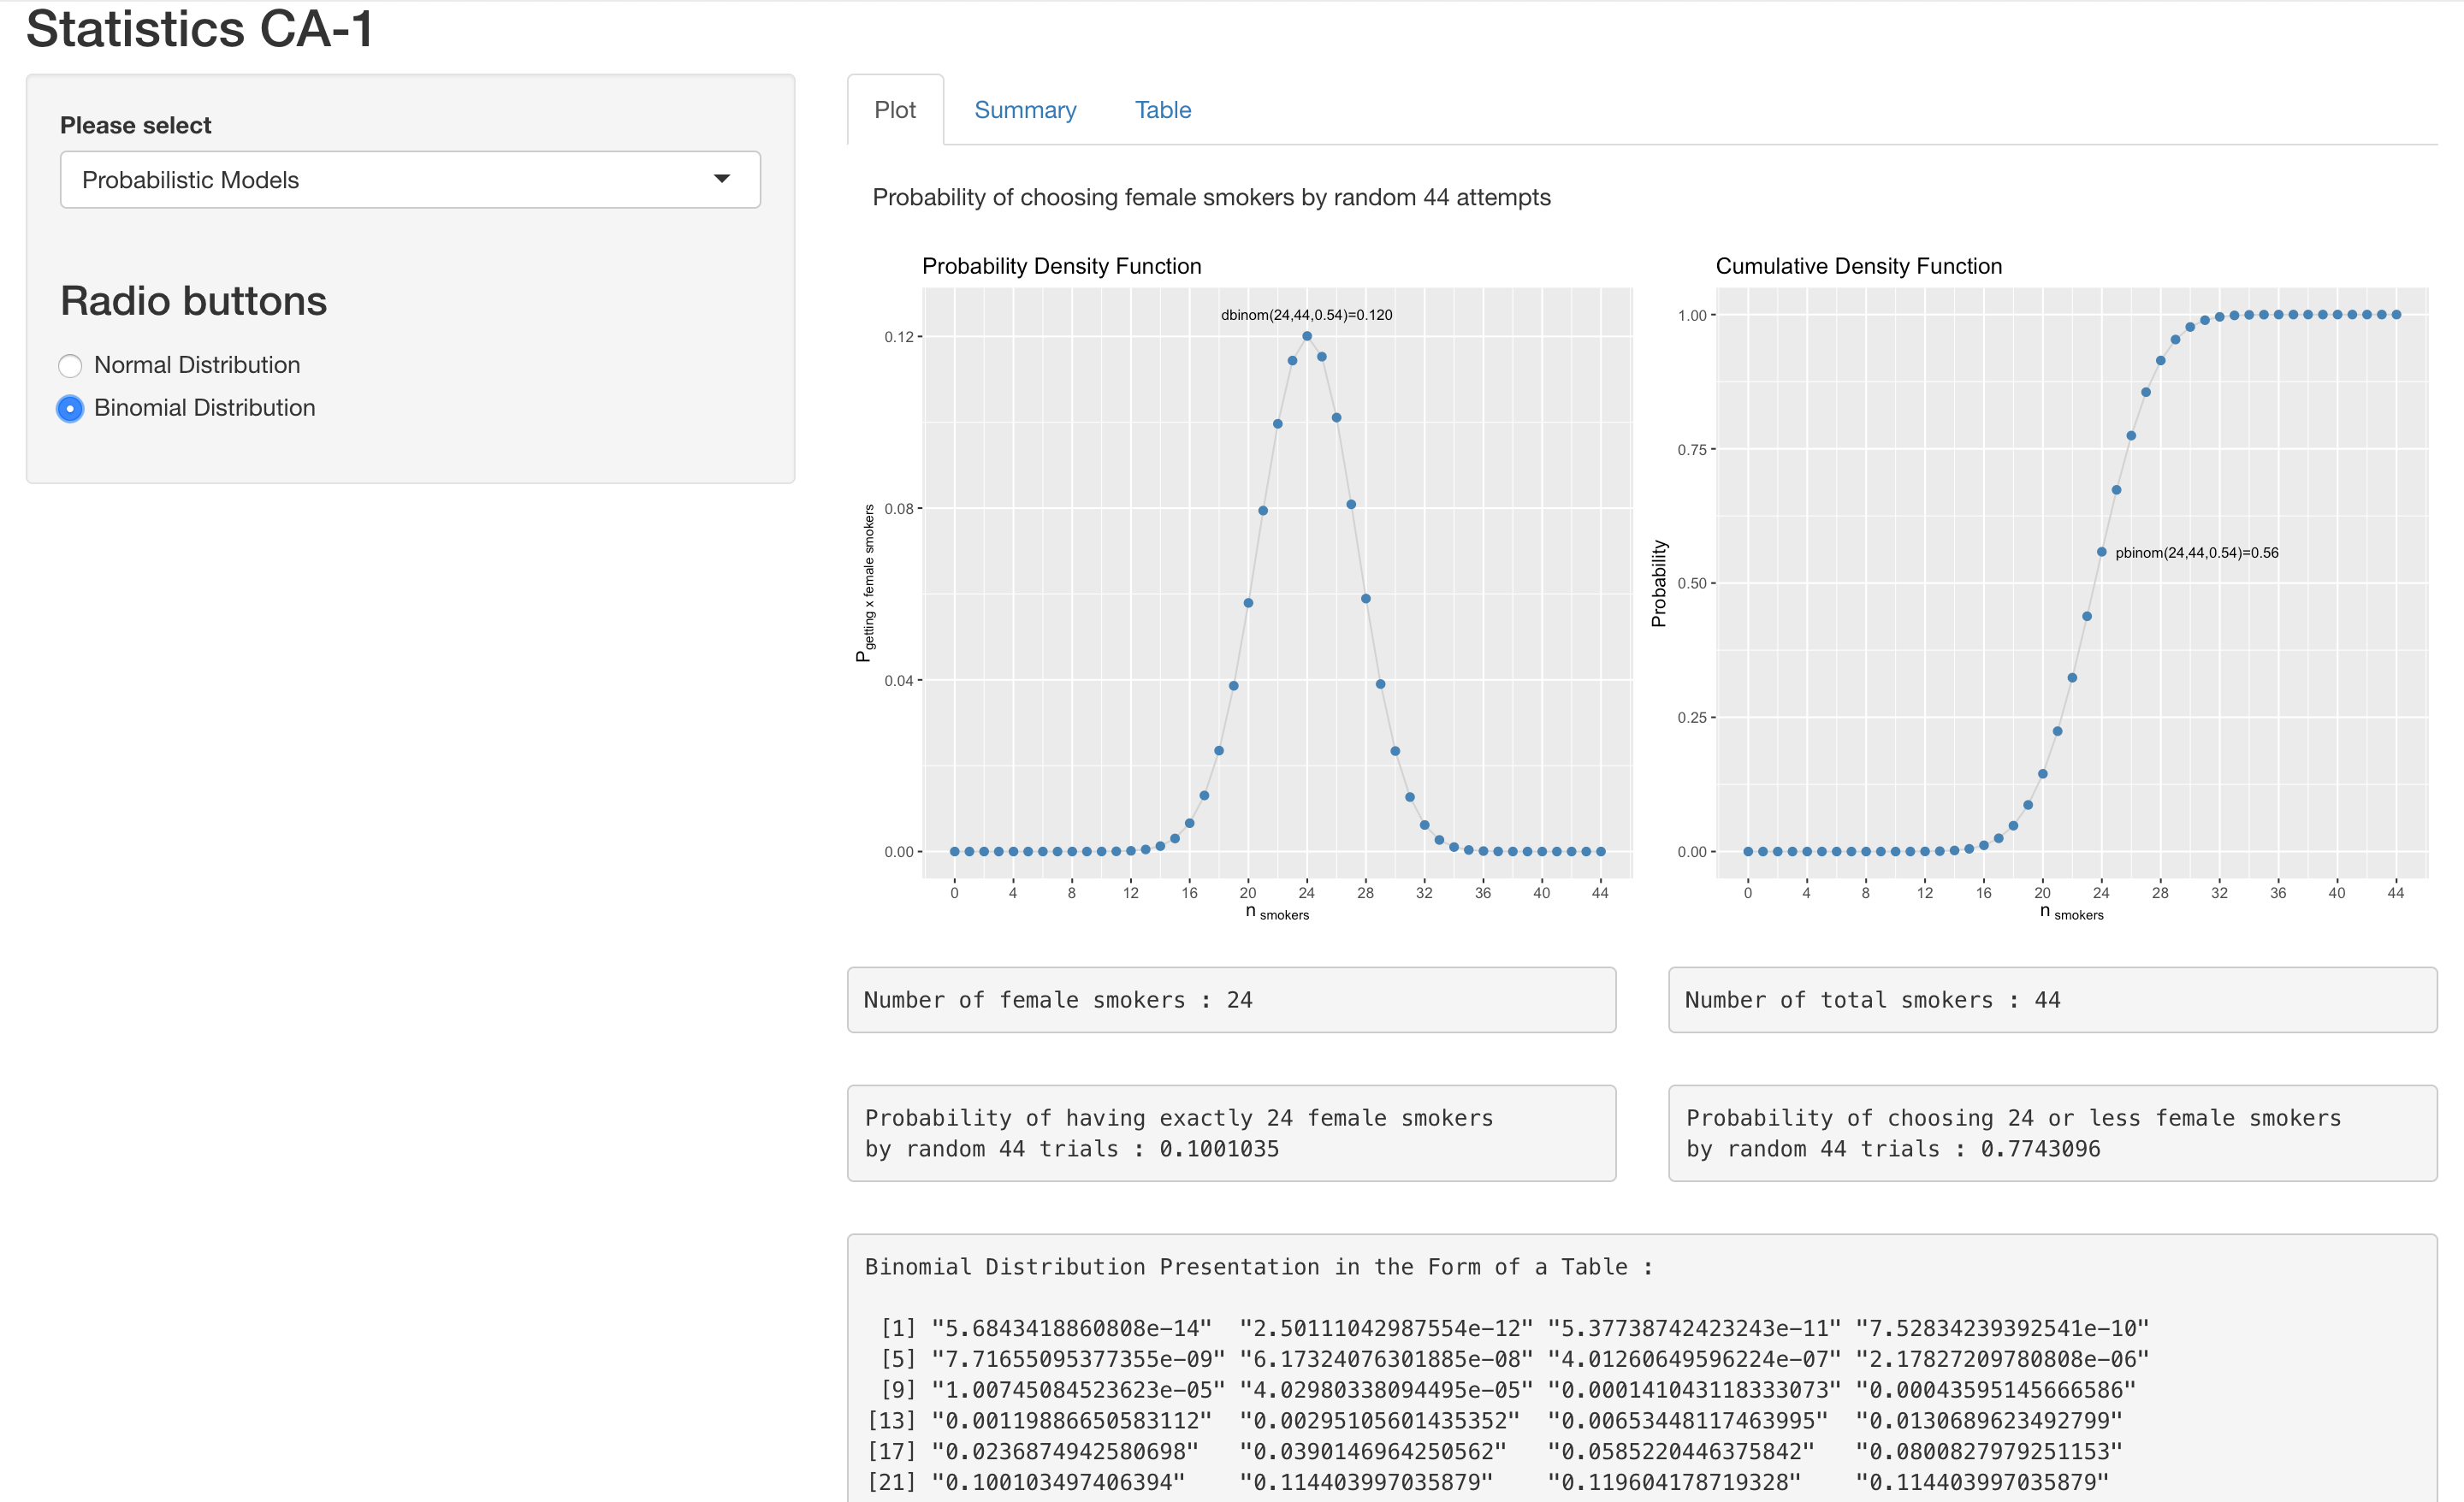 Statistics CA-1
Please select
Probabilistic Models
Radio buttons
Normal Distribution
Binomial Distribution
Plot
Summary
Table
Probability of choosing female smokers by random 44 attempts
Probability Density Function
dbinom(24,44,0.54)=0.120
0.12
0.08
0.04
0.00
P getting x female smokers
0 4 8 12 16 20 24 28 32 36 40 44
n smokers
Cumulative Density Function
1.00
0.75
pbinom(24,44,0.54)=0.56
0.50
0.25
0.00
Probability
0 4 8 12 16 20 24 28 32 36 40 44
n smokers
Number of female smokers : 24
Number of total smokers : 44
Probability of having exactly 24 female smokers
by random 44 trials : 0.1001035
Probability of choosing 24 or less female smokers
by random 44 trials : 0.7743096
Binomial Distribution Presentation in the Form of a Table :
[1] "5.6843418860808e-14" "2.50111042987554e-12" "5.37738742423243e-11" "7.52834239392541e-10"
[5] "7.71655095377355e-09" "6.17324076301885e-08" "4.01260649596224e-07" "2.17827209780808e-06"
[9] "1.00745084523623e-05" "4.02980338094495e-05" "0.000141043118333073" "0.00043595145666586"
[13] "0.00119886650583112" "0.00295105601435352" "0.00653448117463995" "0.0130689623492799"
[17] "0.0236874942580698" "0.0390146964250562" "0.0585220446375842" "0.0800827979251153"
[21] "0.100103497406394" "0.114403997035879" "0.119604178719328" "0.114403997035879"